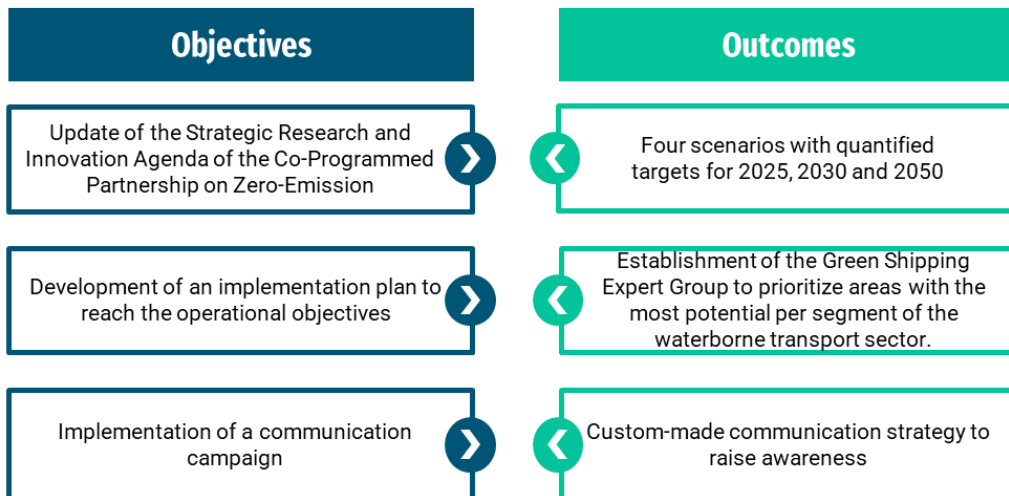 Objectives
Outcomes
Update of the Strategic Research and
Innovation Agenda of the Co-Programmed
Partnership on Zero-Emission
Four scenarios with quantified
targets for 2025, 2030 and 2050
Development of an implementation plan to
reach the operational objectives
Establishment of the Green Shipping
Expert Group to prioritize areas with the
most potential per segment of the
waterborne transport sector.
Implementation of a communication
campaign
Custom-made communication strategy to
raise awareness